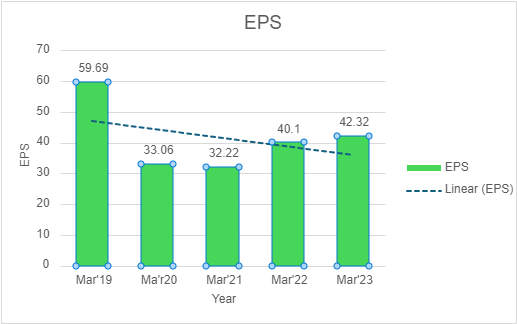 EPS
70
60
50
40
30
20
10
0
EPS
59.69
33.06
32.22
40.1
42.32
Mar'19
Ma'r20
Mar'21
Mar'22
Mar'23
Year
EPS
Linear (EPS)